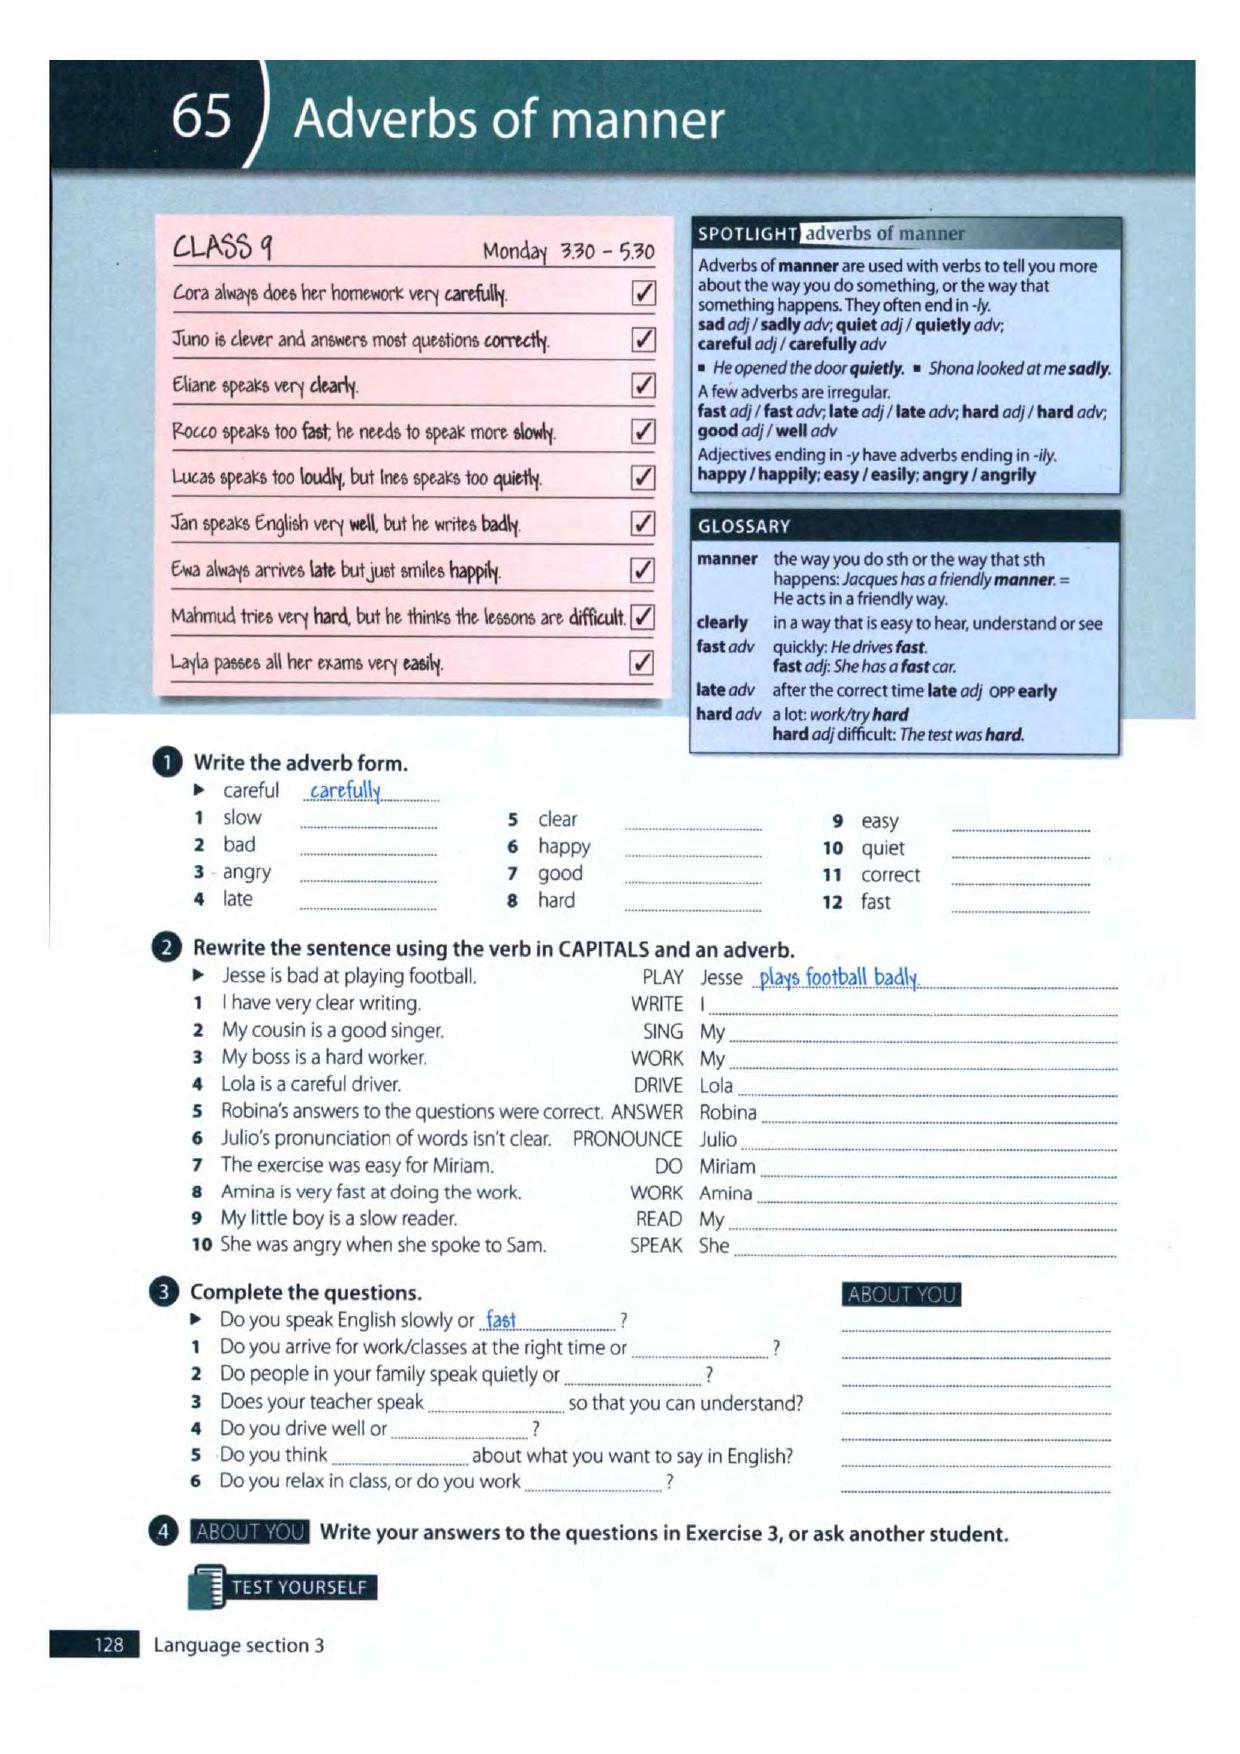 65 Adverbs of manner
CLASS 9 Monday 3.30 – 5.30
Cora always does her homework very carefully.
Juno is clever and answers most questions correctly.
Eliane speaks very clearly.
Rocco speaks too fast; he needs to speak more slowly.
Lucas speaks too loudly, but Ines speaks too quietly.
Jan speaks English very well, but he writes badly.
Ewa always arrives late but just smiles happily.
Mahmud tries very hard, but he thinks the lessons are difficult.
Layla passes all her exams very easily.
SPOTLIGHT adverbs of manner
Adverbs of manner are used with verbs to tell you more
about the way you do something, or the way that
something happens. They often end in -ly.
sad adj / sadly adv; quiet adj / quietly adv;
careful adj / carefully adv
▪ He opened the door quietly. ▪ Shona looked at me sadly.
A few adverbs are irregular.
fast adj / fast adv; late adj / late adv; hard adj / hard adv;
good adj / well adv
Adjectives ending in -y have adverbs ending in -ily.
happy / happily; easy / easily; angry / angrily
GLOSSARY
manner the way you do sth or the way that sth
happens: Jacques has a friendly manner. =
He acts in a friendly way.
clearly in a way that is easy to hear, understand or see
fast adv quickly: He drives fast.
fast adj: She has a fast car.
late adv after the correct time late adj OPP early
hard adv a lot: work/try hard
hard adj difficult: The test was hard.
1 Write the adverb form.
► careful carefully
1 slow 5 clear 9 easy
2 bad 6 happy 10 quiet
3 angry 7 good 11 correct
4 late 8 hard 12 fast
2 Rewrite the sentence using the verb in CAPITALS and an adverb.
► Jesse is bad at playing football. PLAY Jesse plays football badly.
1 I have very clear writing. WRITE I
2 My cousin is a good singer. SING My
3 My boss is a hard worker. WORK My
4 Lola is a careful driver. DRIVE Lola
5 Robina's answers to the questions were correct. ANSWER Robina
6 Julio's pronunciation of words isn't clear. PRONOUNCE Julio
7 The exercise was easy for Miriam. DO Miriam
8 Amina is very fast at doing the work. WORK Amina
9 My little boy is a slow reader. READ My
10 She was angry when she spoke to Sam. SPEAK She
3 Complete the questions. ABOUT YOU
► Do you speak English slowly or fast ?
1 Do you arrive for work/classes at the right time or ?
2 Do people in your family speak quietly or ?
3 Does your teacher speak so that you can understand?
4 Do you drive well or ?
5 Do you think about what you want to say in English?
6 Do you relax in class, or do you work ?
4 ABOUT YOU Write your answers to the questions in Exercise 3, or ask another student.
TEST YOURSELF
128 Language section 3